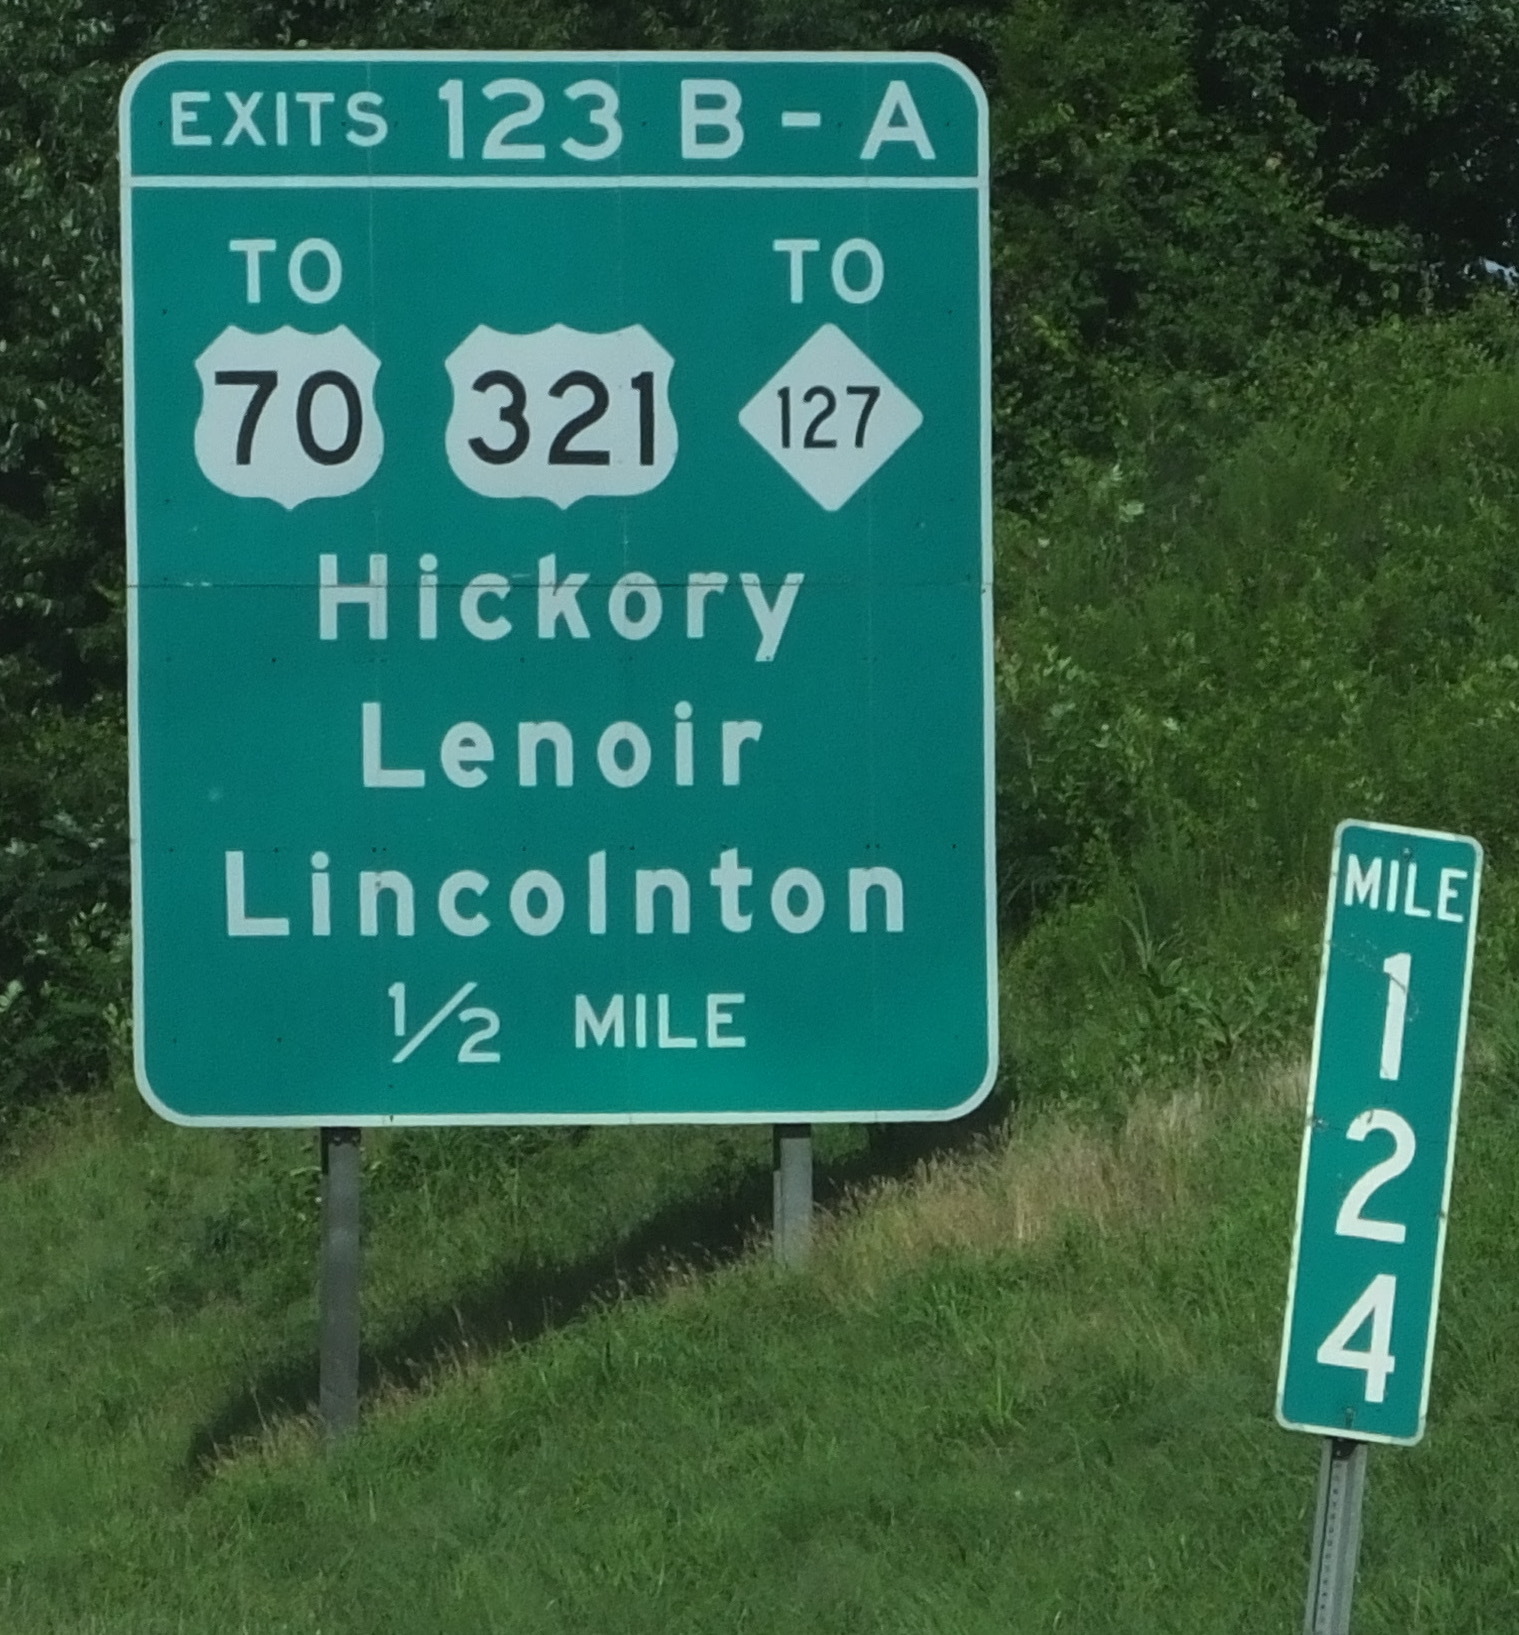 EXITS 123 B - A
TO TO
70 321 127
Hickory
Lenoir
Lincolnton
1/2 MILE
MILE
1
2
4